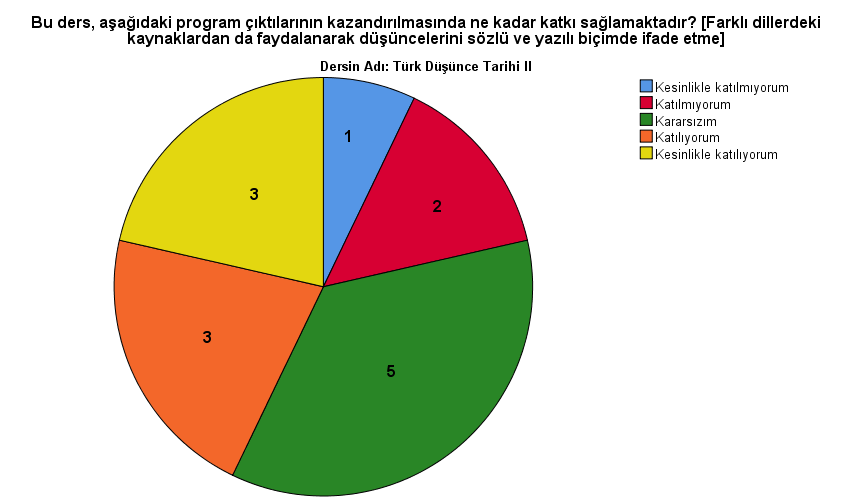 Bu ders, aşağıdaki program çıktılarının kazandırılmasında ne kadar katkı sağlamaktadır? [Farklı dillerdeki
kaynaklardan da faydalanarak düşüncelerini sözlü ve yazılı biçimde ifade etme]
Dersin Adı: Türk Düşünce Tarihi II
Kesinlikle katılmıyorum
Katılmıyorum
Kararsızım
Katılıyorum
Kesinlikle katılıyorum
1
2
3
3
5